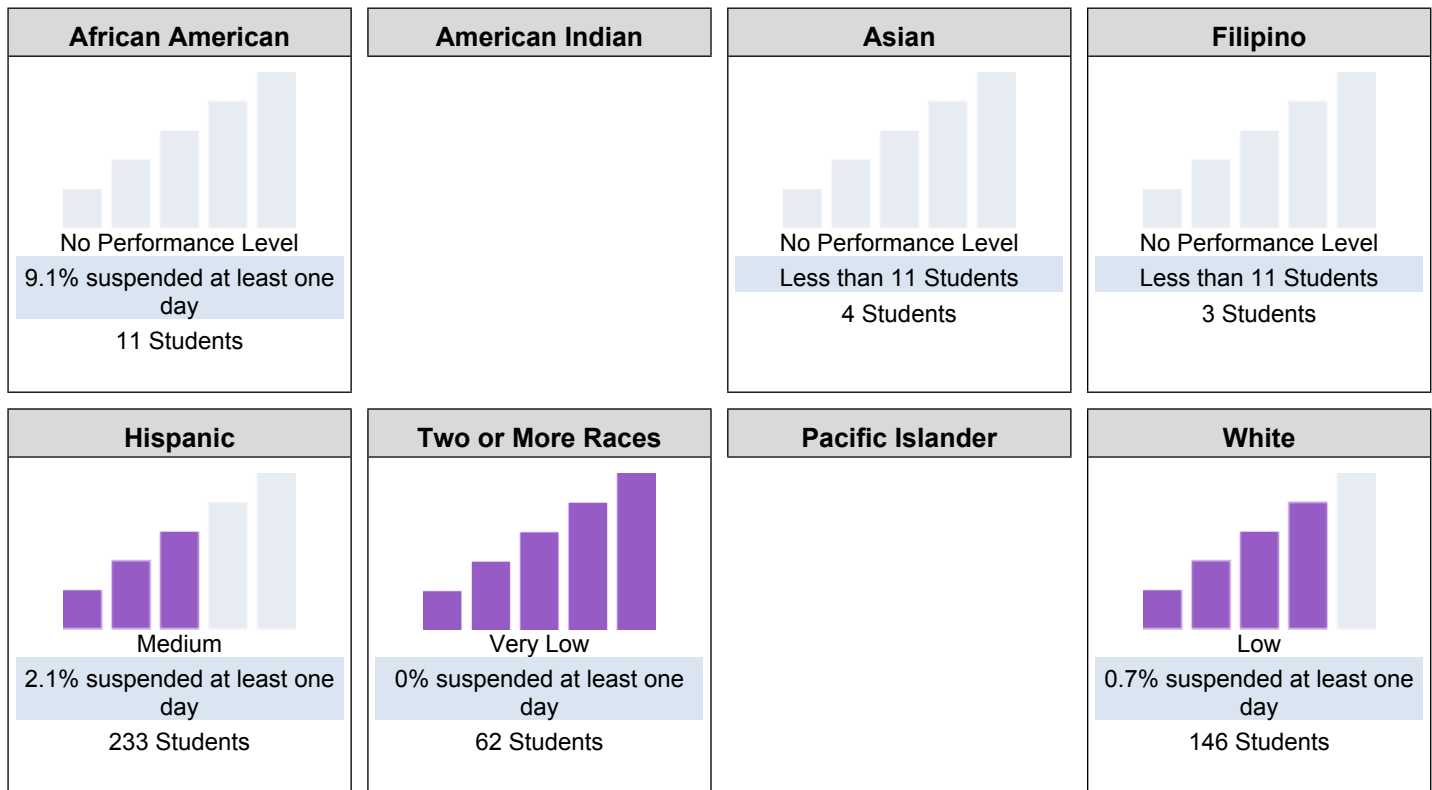 African American
No Performance Level
9.1% suspended at least one
day
11 Students
American Indian
Asian
No Performance Level
Less than 11 Students
4 Students
Filipino
No Performance Level
Less than 11 Students
3 Students
Hispanic
Medium
2.1% suspended at least one
day
233 Students
Two or More Races
Very Low
0% suspended at least one
day
62 Students
Pacific Islander
White
Low
0.7% suspended at least one
day
146 Students